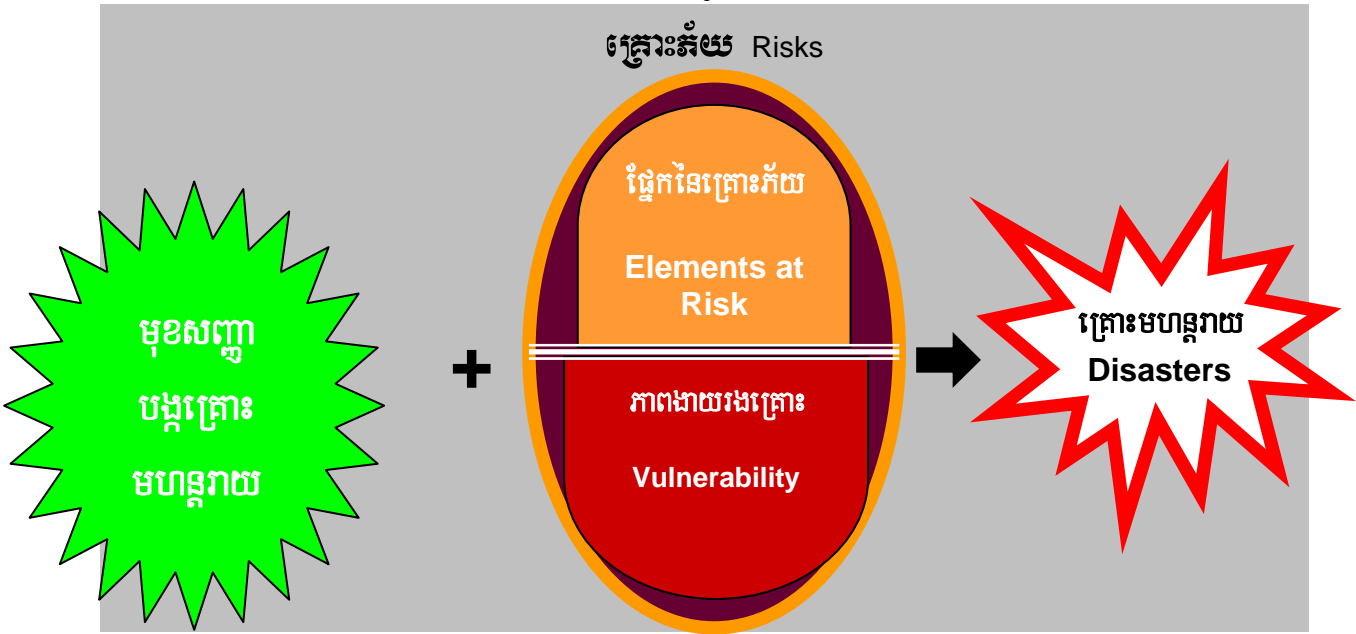 គ្រោះភ័យ Risks
មុខសញ្ញា
បង្កគ្រោះ
មហន្តរាយ
+
ផ្នែកនៃគ្រោះភ័យ
Elements at
Risk
ភាពងាយរងគ្រោះ
Vulnerability
គ្រោះមហន្តរាយ
Disasters